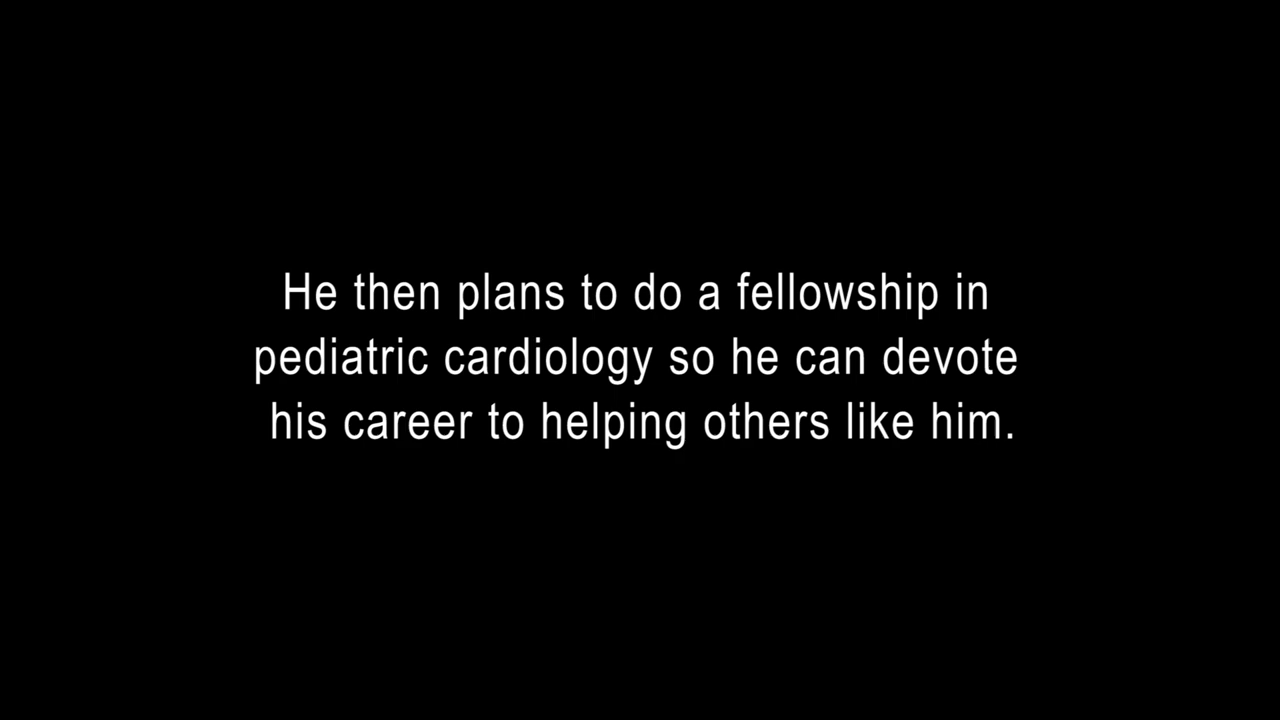 He then plans to do a fellowship in
pediatric cardiology so he can devote
his career to helping others like him.